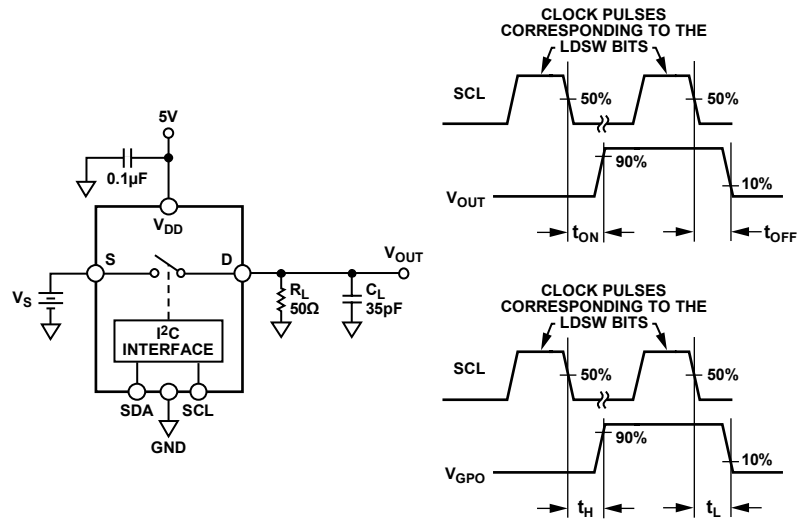 5V
0.1µF
V_DD
S
D
V_OUT
V_S
R_L
50Ω
C_L
35pF
I²C
INTERFACE
SDA
SCL
GND
CLOCK PULSES
CORRESPONDING TO THE
LDSW BITS
SCL
50%
50%
90%
10%
V_OUT
t_ON
t_OFF
CLOCK PULSES
CORRESPONDING TO THE
LDSW BITS
SCL
50%
50%
90%
10%
V_GPO
t_H
t_L